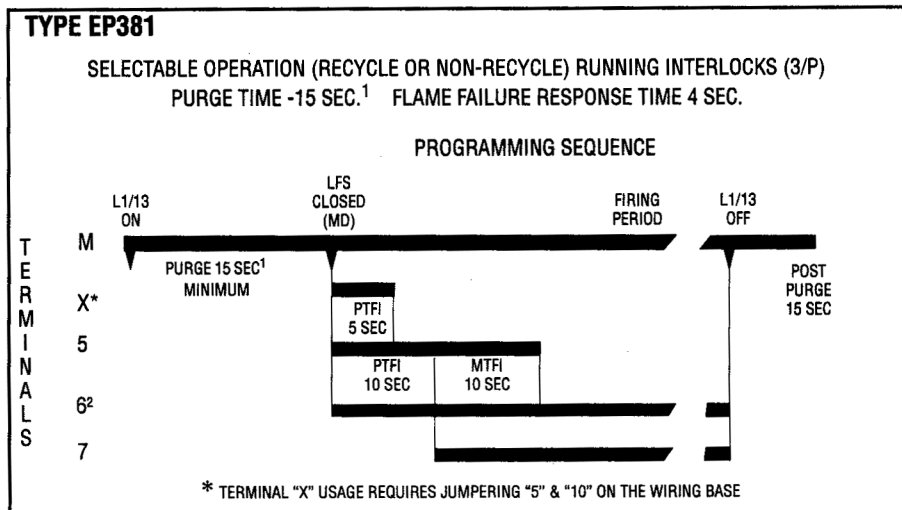 TYPE EP381
SELECTABLE OPERATION (RECYCLE OR NON-RECYCLE) RUNNING INTERLOCKS (3/P)
PURGE TIME -15 SEC.¹ FLAME FAILURE RESPONSE TIME 4 SEC.
PROGRAMMING SEQUENCE
L1/13
ON
LFS
CLOSED
(MD)
FIRING
PERIOD
L1/13
OFF
TERMINALS
M
PURGE 15 SEC¹
MINIMUM
POST
PURGE
15 SEC
X*
PTFI
5 SEC
5
PTFI
10 SEC
MTFI
10 SEC
6²
7
* TERMINAL "X" USAGE REQUIRES JUMPERING "5" & "10" ON THE WIRING BASE